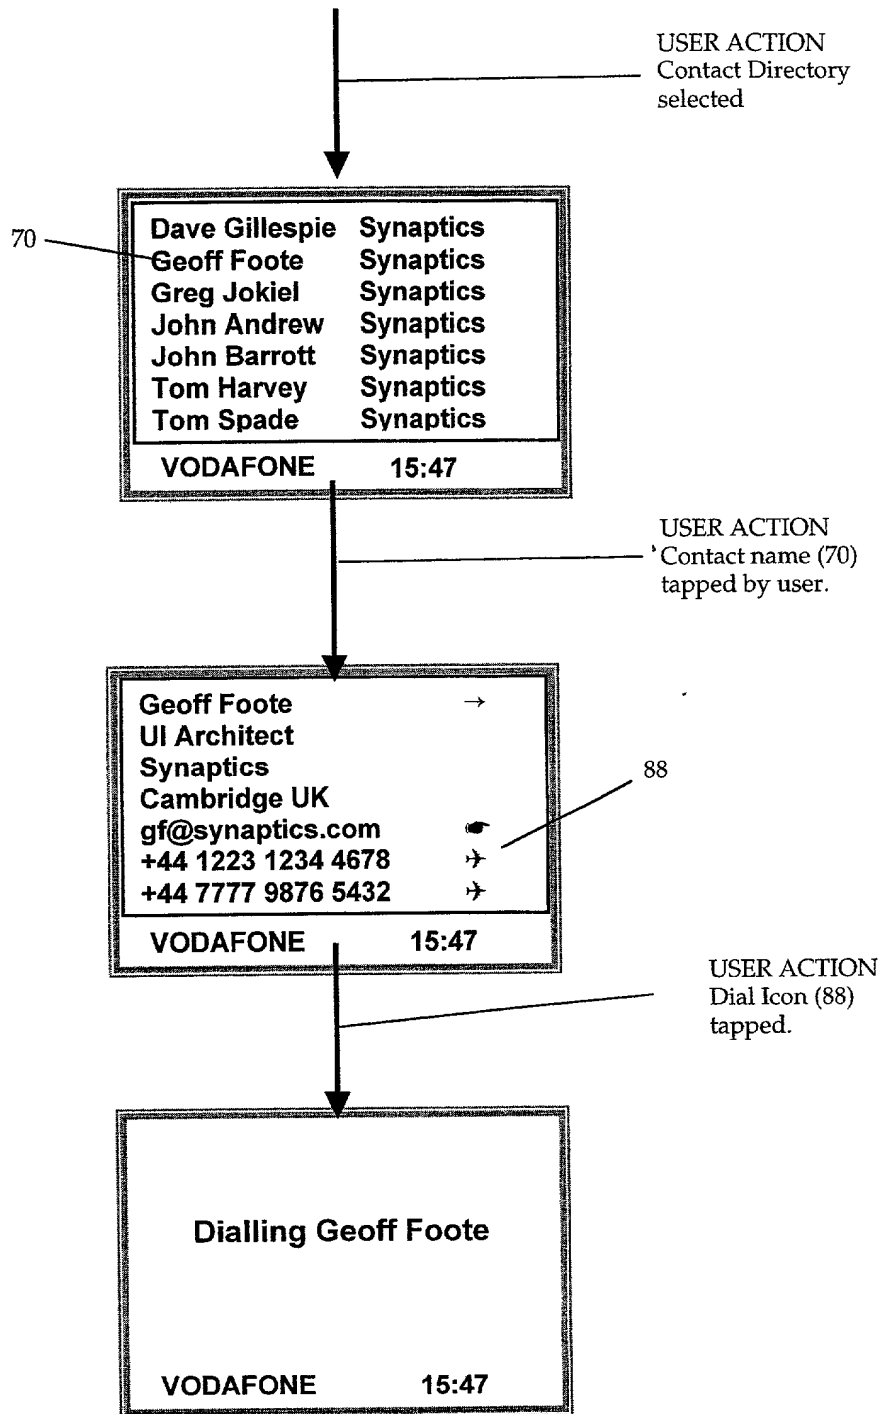 USER ACTION
Contact Directory
selected
70
Dave Gillespie Synaptics
Geoff Foote Synaptics
Greg Jokiel Synaptics
John Andrew Synaptics
John Barrott Synaptics
Tom Harvey Synaptics
Tom Spade Synaptics
VODAFONE 15:47
USER ACTION
Contact name (70)
tapped by user.
Geoff Foote →
UI Architect
Synaptics
Cambridge UK
88
gf@synaptics.com
+44 1223 1234 4678
+44 7777 9876 5432
VODAFONE 15:47
USER ACTION
Dial Icon (88)
tapped.
Dialling Geoff Foote
VODAFONE 15:47